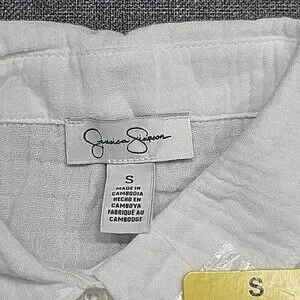 Jessica Simpson
S
MADE IN
CAMBODIA
HECHO EN
CAMBOYA
FABRIQUÉ AU
CAMBODGE
S